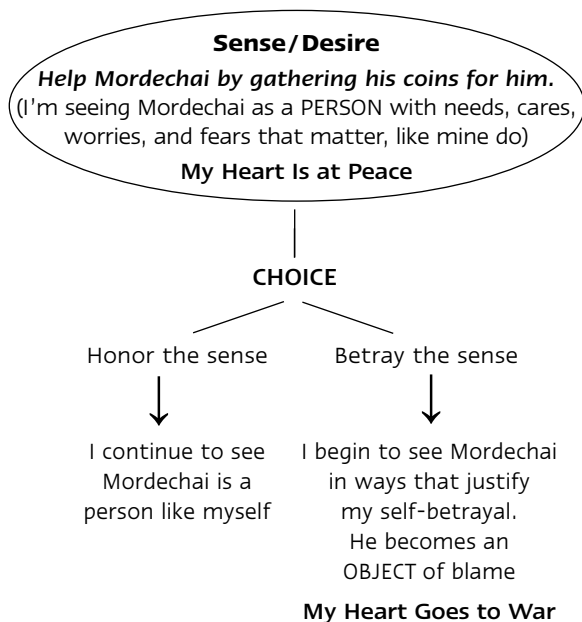 Sense/Desire
Help Mordechai by gathering his coins for him.
(I'm seeing Mordechai as a PERSON with needs, cares,
worries, and fears that matter, like mine do)
My Heart Is at Peace
CHOICE
Honor the sense
Betray the sense
I continue to see
Mordechai is a
person like myself
I begin to see Mordechai
in ways that justify
my self-betrayal.
He becomes an
OBJECT of blame
My Heart Goes to War